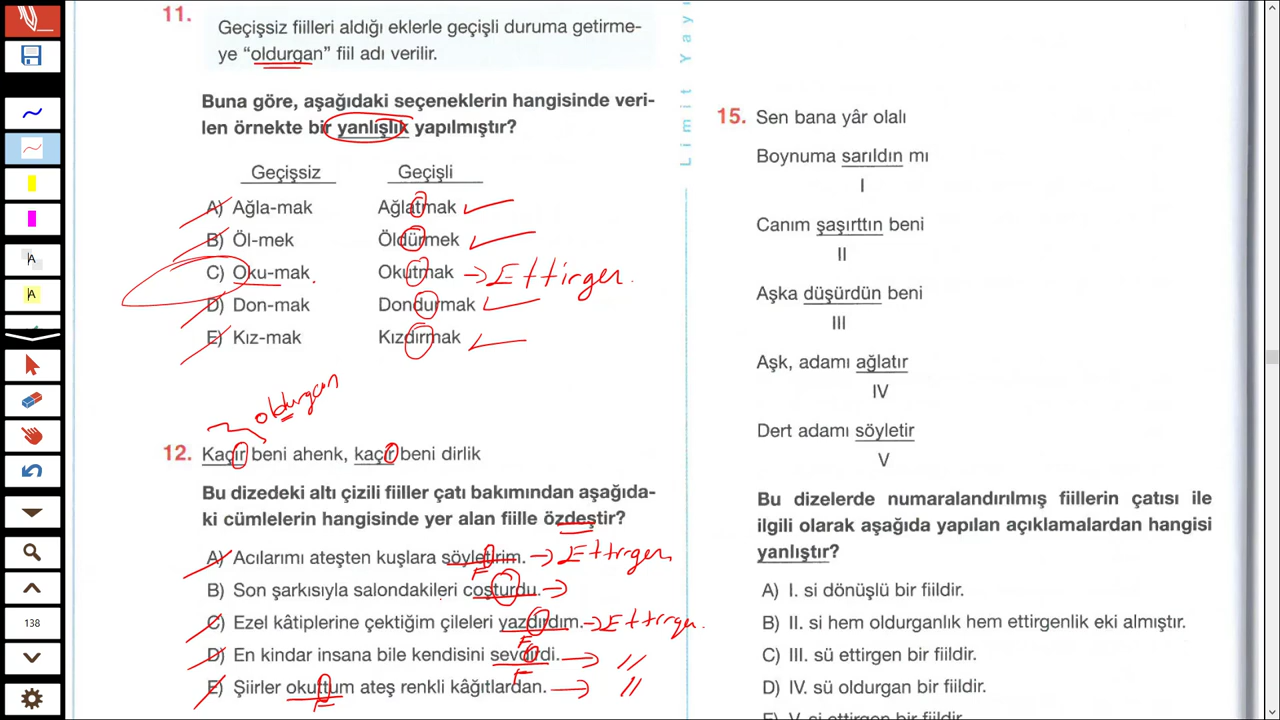 11.
Geçişsiz fiilleri aldığı eklerle geçişli duruma getirme-
ye “oldurgan” fiil adı verilir.
Buna göre, aşağıdaki seçeneklerin hangisinde veri-
len örnekte bir yanlışlık yapılmıştır?
Geçişsiz Geçişli
A) Ağla-mak Ağlatmak
B) Öl-mek Öldürmek
C) Oku-mak Okutmak → Ettirgen
D) Don-mak Dondurmak
E) Kız-mak Kızdırmak
oldurgan
12. Kaçır beni ahenk, kaçır beni dirlik
Bu dizedeki altı çizili fiiller çatı bakımından aşağıda-
ki cümlelerin hangisinde yer alan fiille özdeştir?
A) Acılarımı ateşten kuşlara söyletirim. → Ettirgen
B) Son şarkısıyla salondakileri coşturdu. →
C) Ezel kâtiplerine çektiğim çileleri yazdırdım. → Ettirgen
D) En kindar insana bile kendisini sevdirdi. → //
E) Şiirler okuttum ateş renkli kâğıtlardan. → //
Limit Yayı
15. Sen bana yâr olalı
Boynuma sarıldın mı
I
Canım şaşırttın beni
II
Aşka düşürdün beni
III
Aşk, adamı ağlatır
IV
Dert adamı söyletir
V
Bu dizelerde numaralandırılmış fiillerin çatısı ile
ilgili olarak aşağıda yapılan açıklamalardan hangisi
yanlıştır?
A) I. si dönüşlü bir fiildir.
B) II. si hem oldurganlık hem ettirgenlik eki almıştır.
C) III. sü ettirgen bir fiildir.
D) IV. sü oldurgan bir fiildir.
E) V. si ettirgen bir fiildir.
138